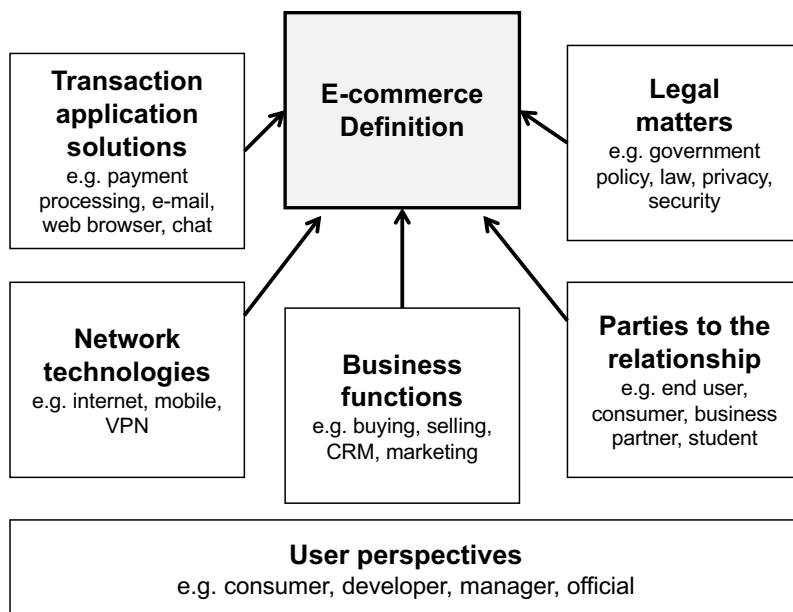 Transaction
application
solutions
e.g. payment
processing, e-mail,
web browser, chat
E-commerce
Definition
Legal
matters
e.g. government
policy, law, privacy,
security
Network
technologies
e.g. internet, mobile,
VPN
Business
functions
e.g. buying, selling,
CRM, marketing
Parties to the
relationship
e.g. end user,
consumer, business
partner, student
User perspectives
e.g. consumer, developer, manager, official